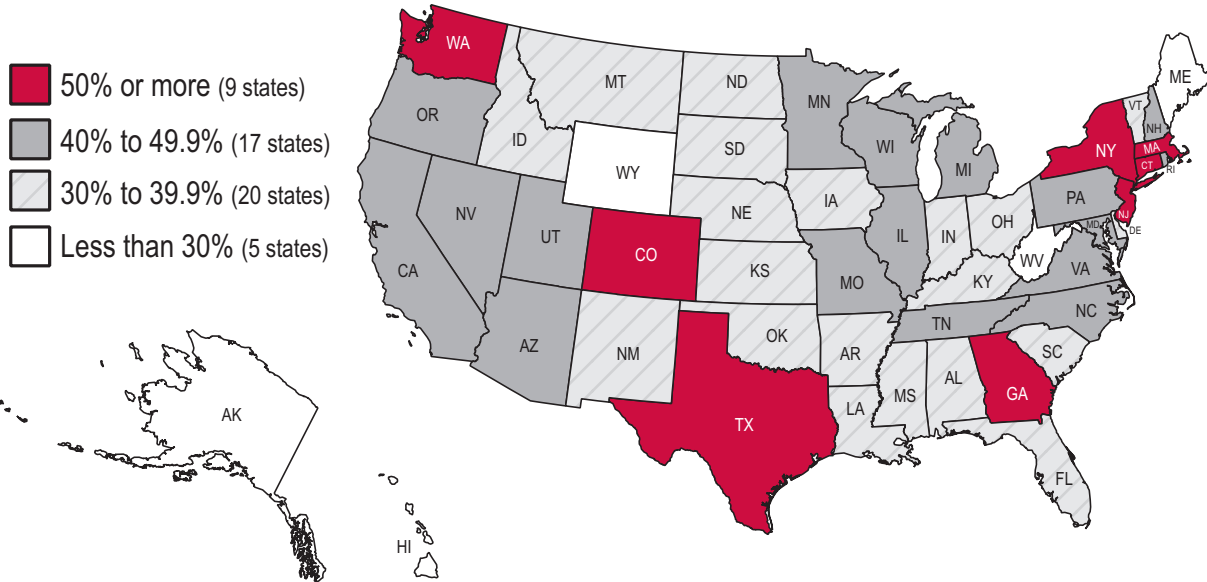 50% or more (9 states)
40% to 49.9% (17 states)
30% to 39.9% (20 states)
Less than 30% (5 states)
WA
OR
CA
NV
ID
MT
WY
UT
CO
AZ
NM
ND
SD
NE
KS
OK
TX
MN
IA
MO
AR
LA
WI
IL
MI
IN
OH
KY
TN
MS
AL
GA
FL
SC
NC
VA
WV
PA
MD
DE
NJ
NY
CT
RI
MA
VT
NH
ME
AK
HI